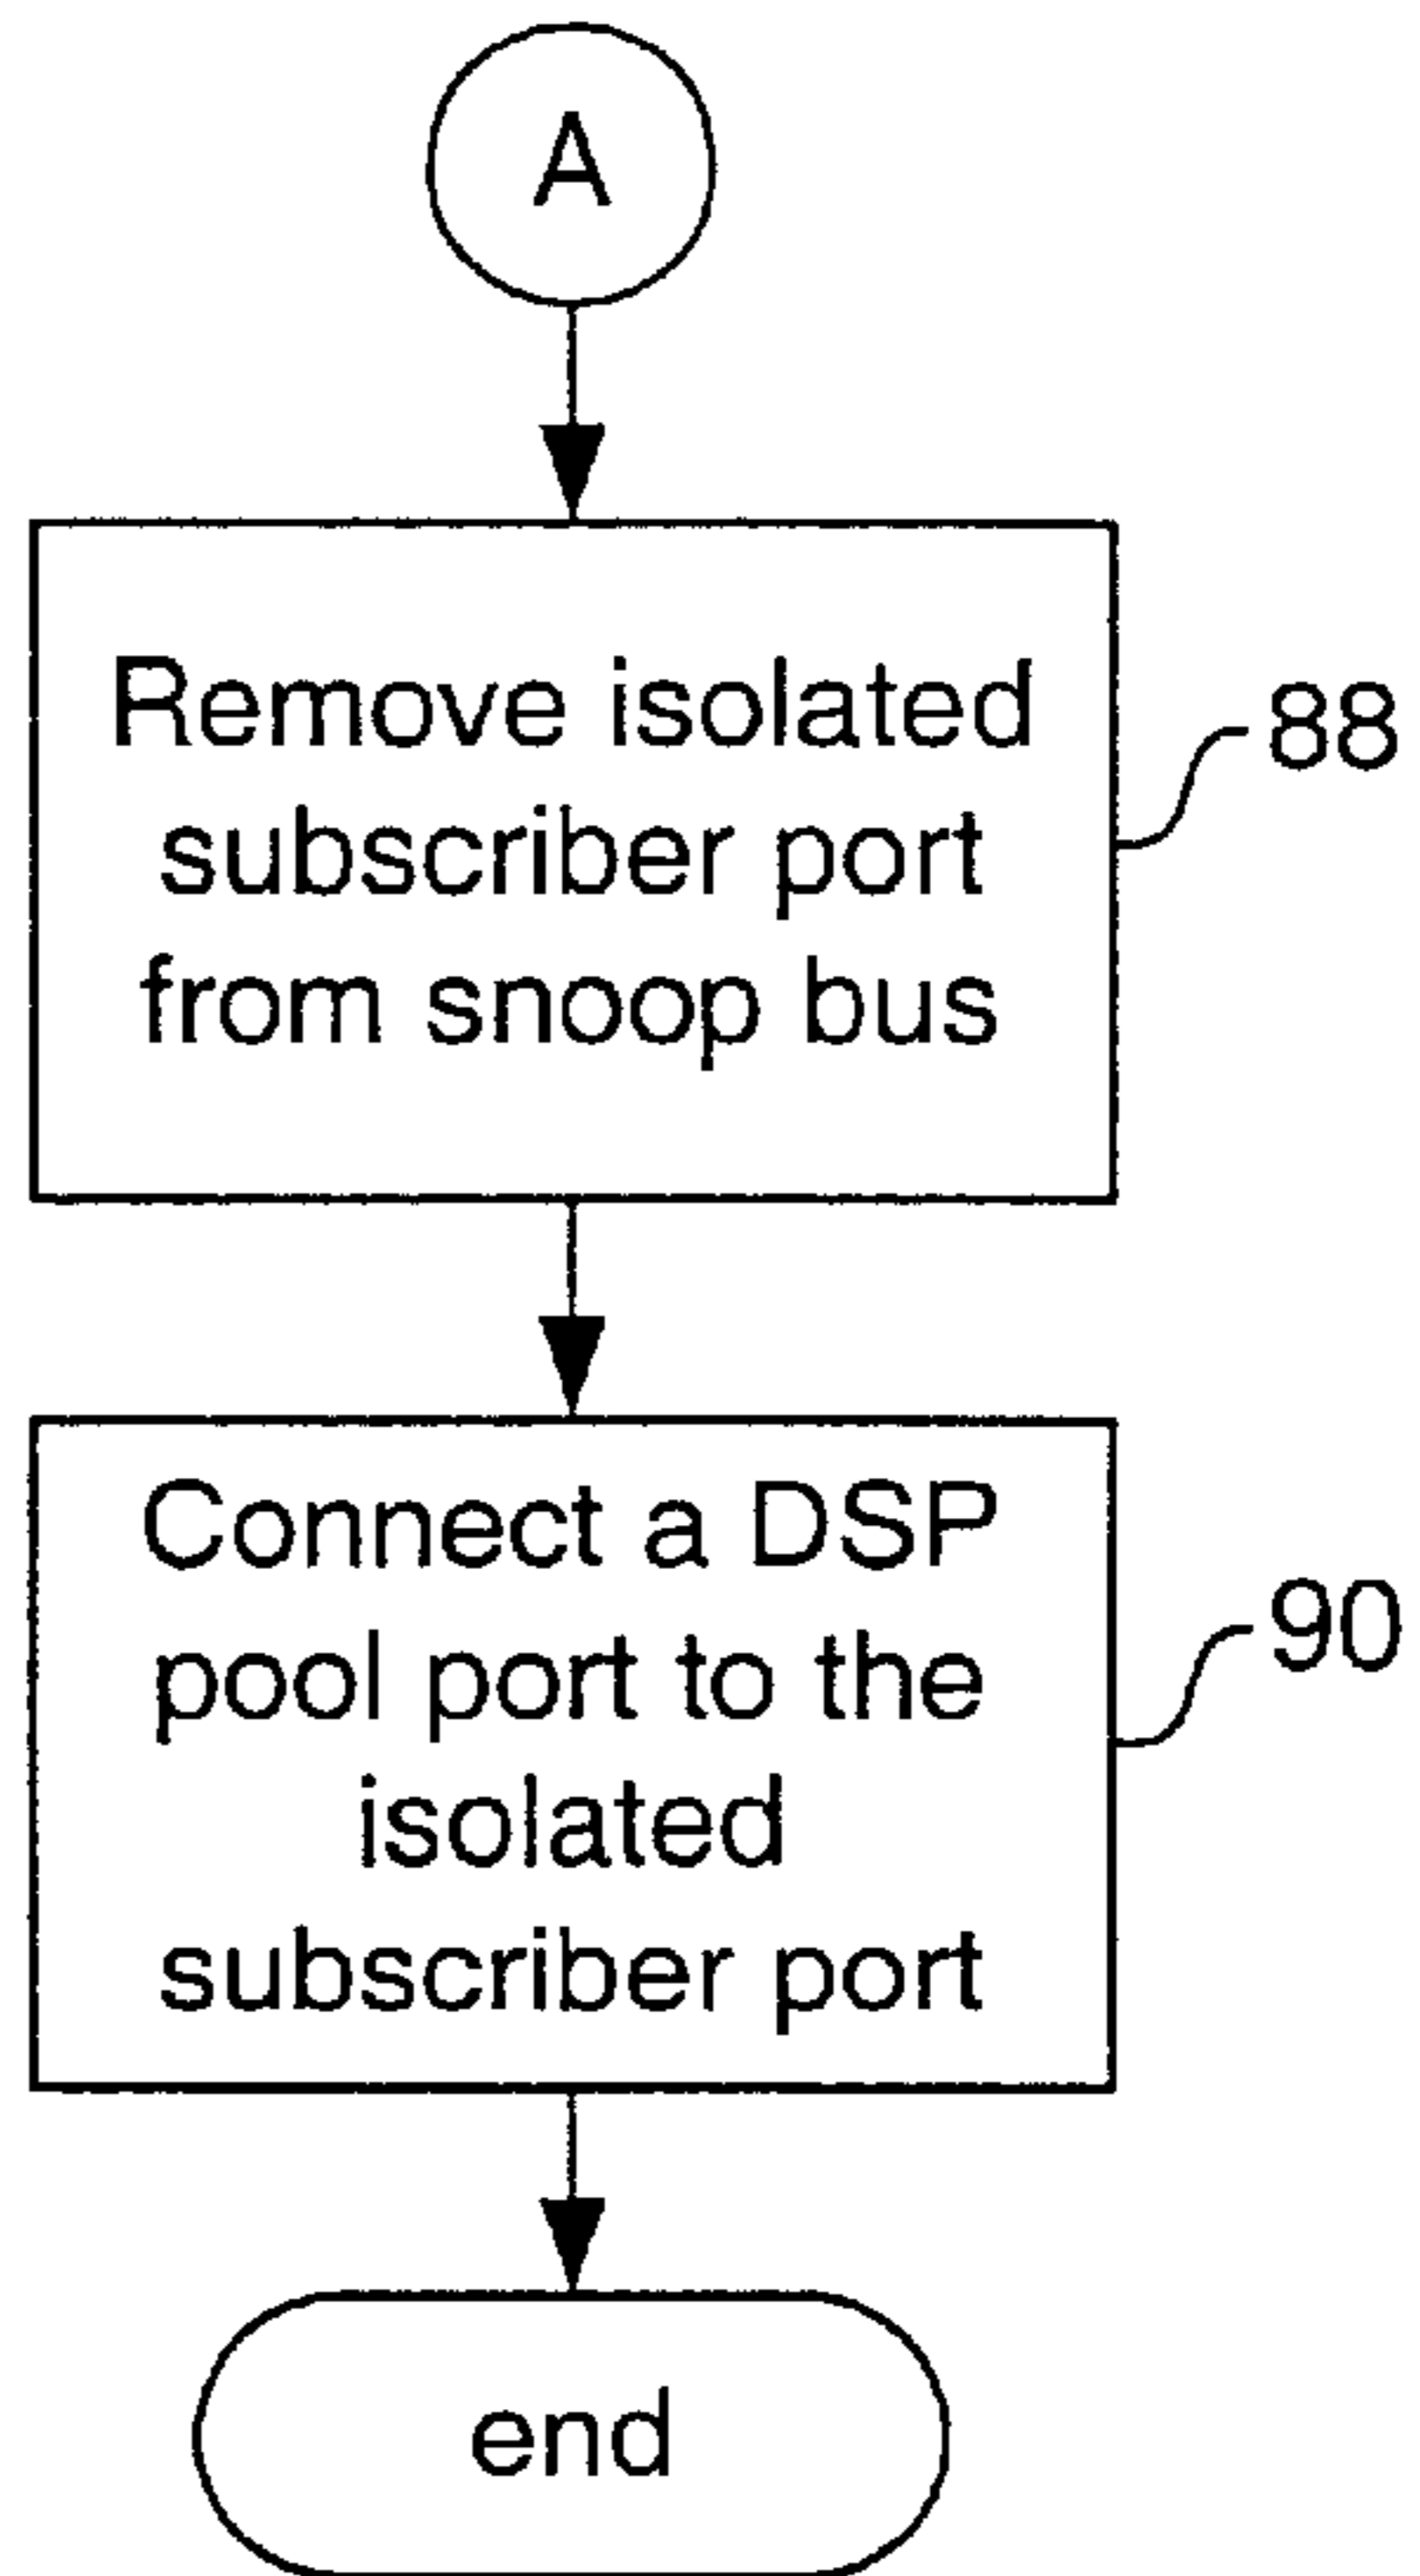 A
Remove isolated
subscriber port
from snoop bus
88
Connect a DSP
pool port to the
isolated
subscriber port
90
end